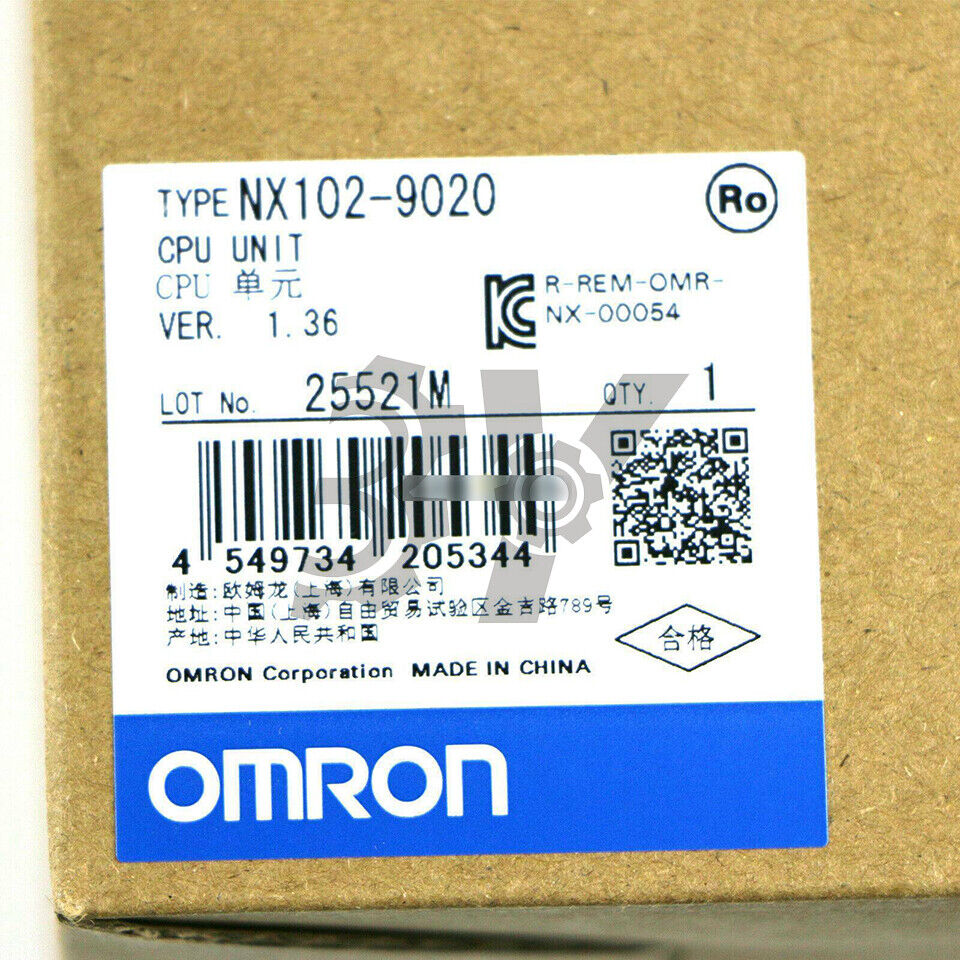 TYPE NX102-9020
Ro
CPU UNIT
CPU 单元
VER. 1.36
R-REM-OMR-
NX-00054
LOT No. 25521M
QTY. 1
4 549734 205344
制造:欧姆龙(上海)有限公司
地址:中国(上海)自由贸易试验区金吉路789号
产地:中华人民共和国
合格
OMRON Corporation MADE IN CHINA
OMRON